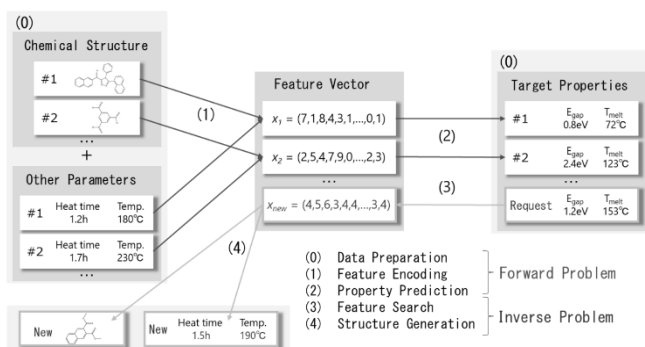 (0)
Chemical Structure
#1
#2
...
+
Other Parameters
#1 Heat time 1.2h Temp. 180℃
#2 Heat time 1.7h Temp. 230℃
...
(1)
Feature Vector
x1 = (7,1,8,4,3,1,...,0,1)
x2 = (2,5,4,7,9,0,...,2,3)
...
xnew = (4,5,6,3,4,4,...,3,4)
(2)
(3)
(4)
(0)
Target Properties
#1 Egap 0.8eV Tmelt 72℃
#2 Egap 2.4eV Tmelt 123℃
...
Request Egap 1.2eV Tmelt 153℃
New
New Heat time 1.5h Temp. 190℃
(0) Data Preparation
(1) Feature Encoding
(2) Property Prediction
Forward Problem
(3) Feature Search
(4) Structure Generation
Inverse Problem